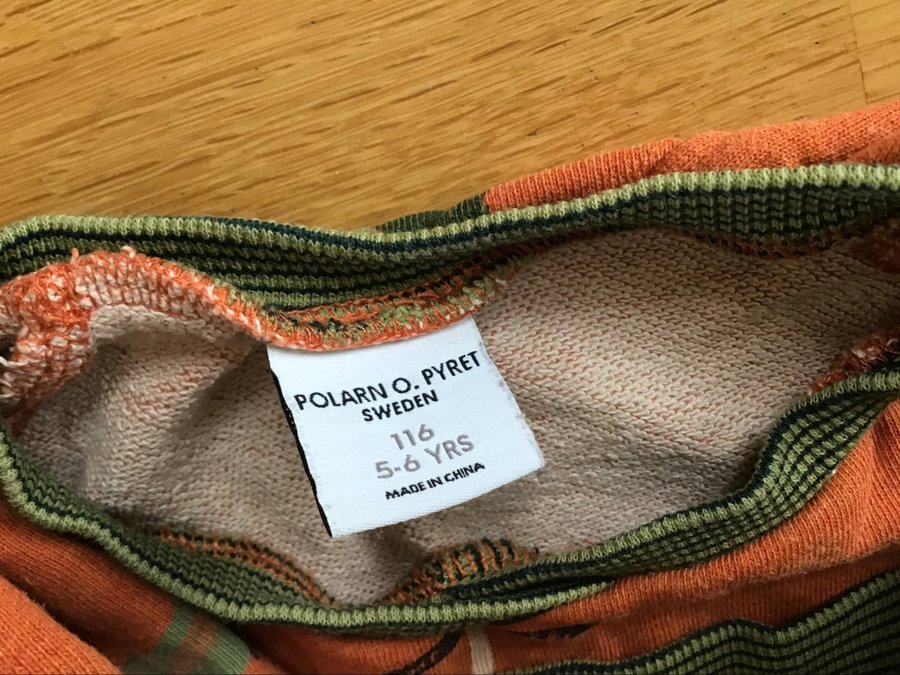 POLARN O. PYRET
SWEDEN
116
5-6 YRS
MADE IN CHINA